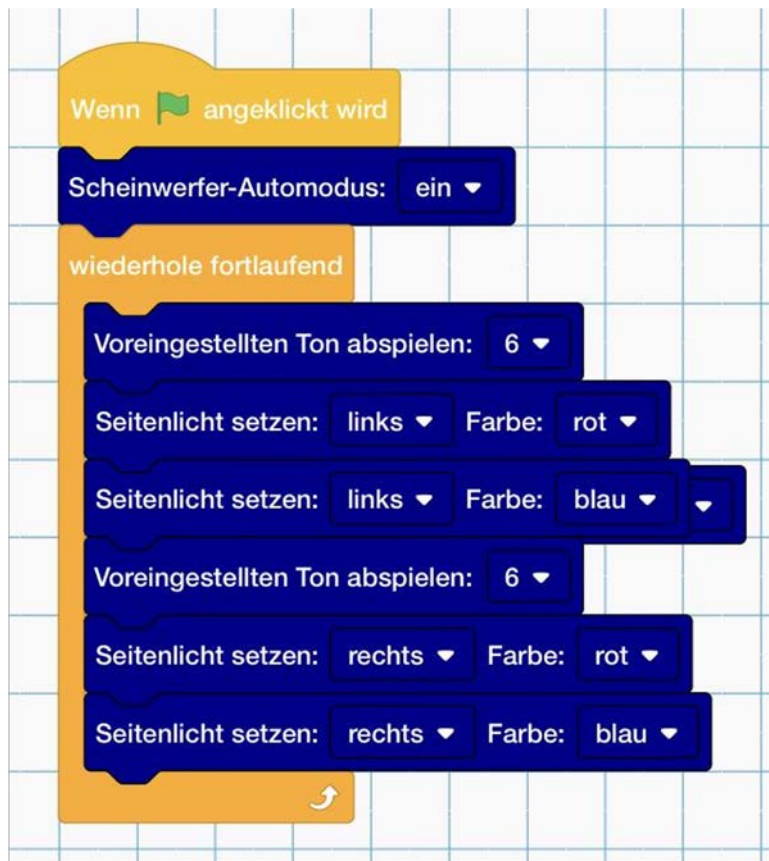 Wenn angeklickt wird
Scheinwerfer-Automodus: ein
wiederhole fortlaufend
Voreingestellten Ton abspielen: 6
Seitenlicht setzen: links Farbe: rot
Seitenlicht setzen: links Farbe: blau
Voreingestellten Ton abspielen: 6
Seitenlicht setzen: rechts Farbe: rot
Seitenlicht setzen: rechts Farbe: blau